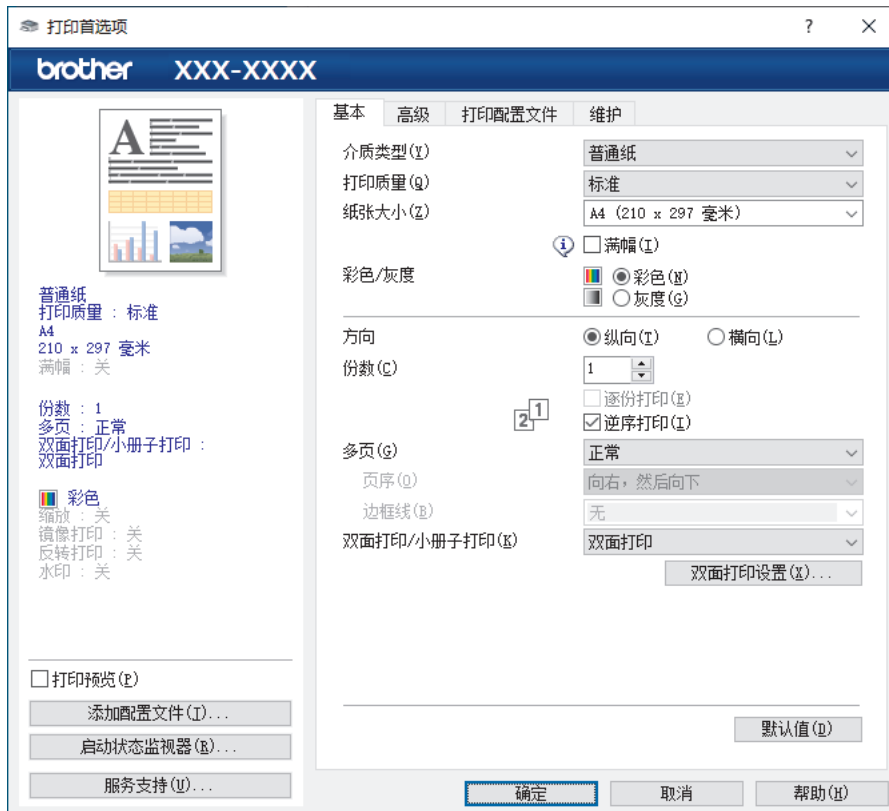 打印首选项
?
brother XXX-XXXX
A
普通纸
打印质量 : 标准
A4
210 x 297 毫米
满幅 : 关
份数 : 1
多页 : 正常
双面打印/小册子打印 :
双面打印
彩色
缩放 : 关
镜像打印 : 关
反转打印 : 关
水印 : 关
打印预览(P)
添加配置文件(I)...
启动状态监视器(R)...
服务支持(U)...
基本 高级 打印配置文件 维护
介质类型(Y) 普通纸
打印质量(Q) 标准
纸张大小(Z) A4 (210 x 297 毫米)
满幅(I)
彩色/灰度 彩色(N)
灰度(G)
方向 纵向(T) 横向(L)
份数(C) 1
逐份打印(E)
2 1 逆序打印(I)
多页(G) 正常
页序(O) 向右，然后向下
边框线(B) 无
双面打印/小册子打印(K) 双面打印
双面打印设置(X)...
默认值(D)
确定 取消 帮助(H)